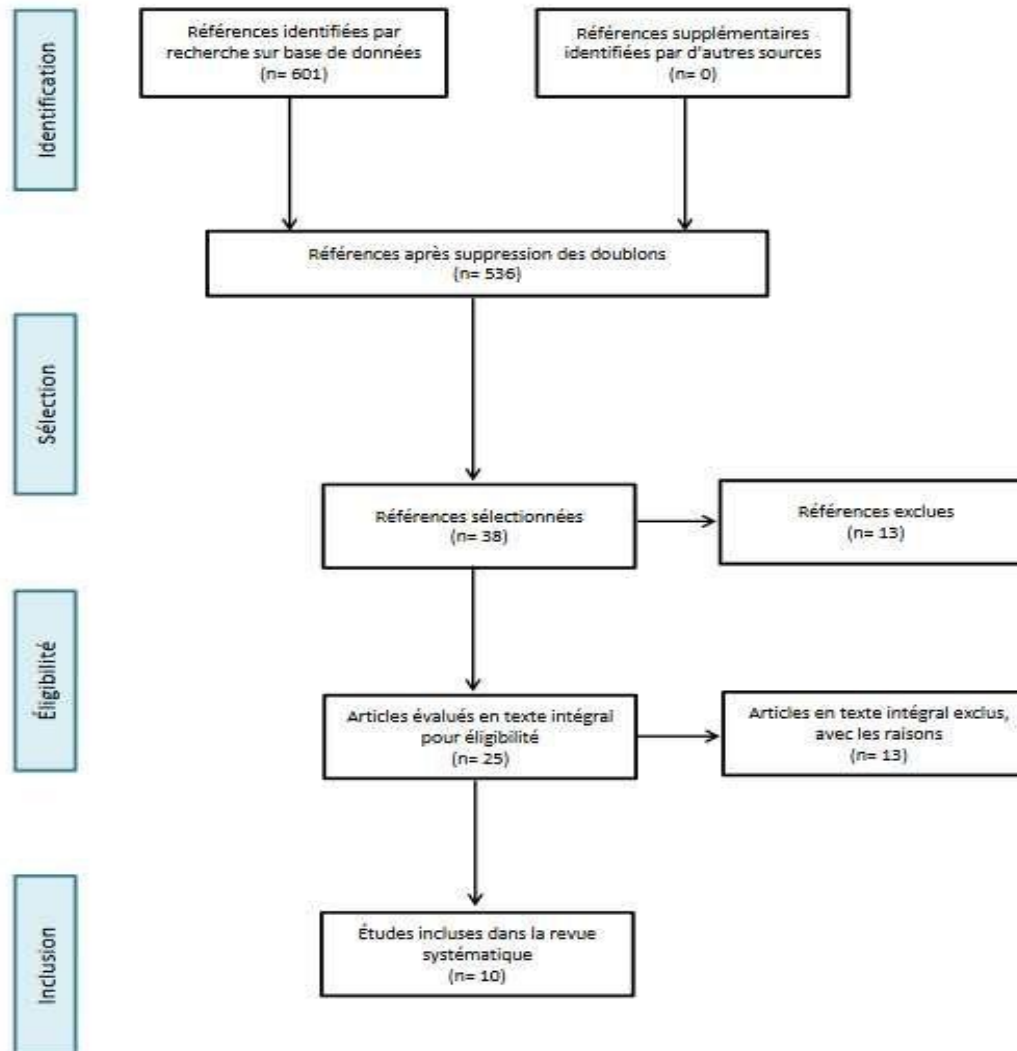 Identification
Références identifiées par
recherche sur base de données
(n= 601)
Références supplémentaires
identifiées par d'autres sources
(n= 0)
Références après suppression des doublons
(n= 536)
Sélection
Références sélectionnées
(n= 38)
Références exclues
(n= 13)
Éligibilité
Articles évalués en texte intégral
pour éligibilité
(n= 25)
Articles en texte intégral exclus,
avec les raisons
(n= 13)
Inclusion
Études incluses dans la revue
systématique
(n= 10)